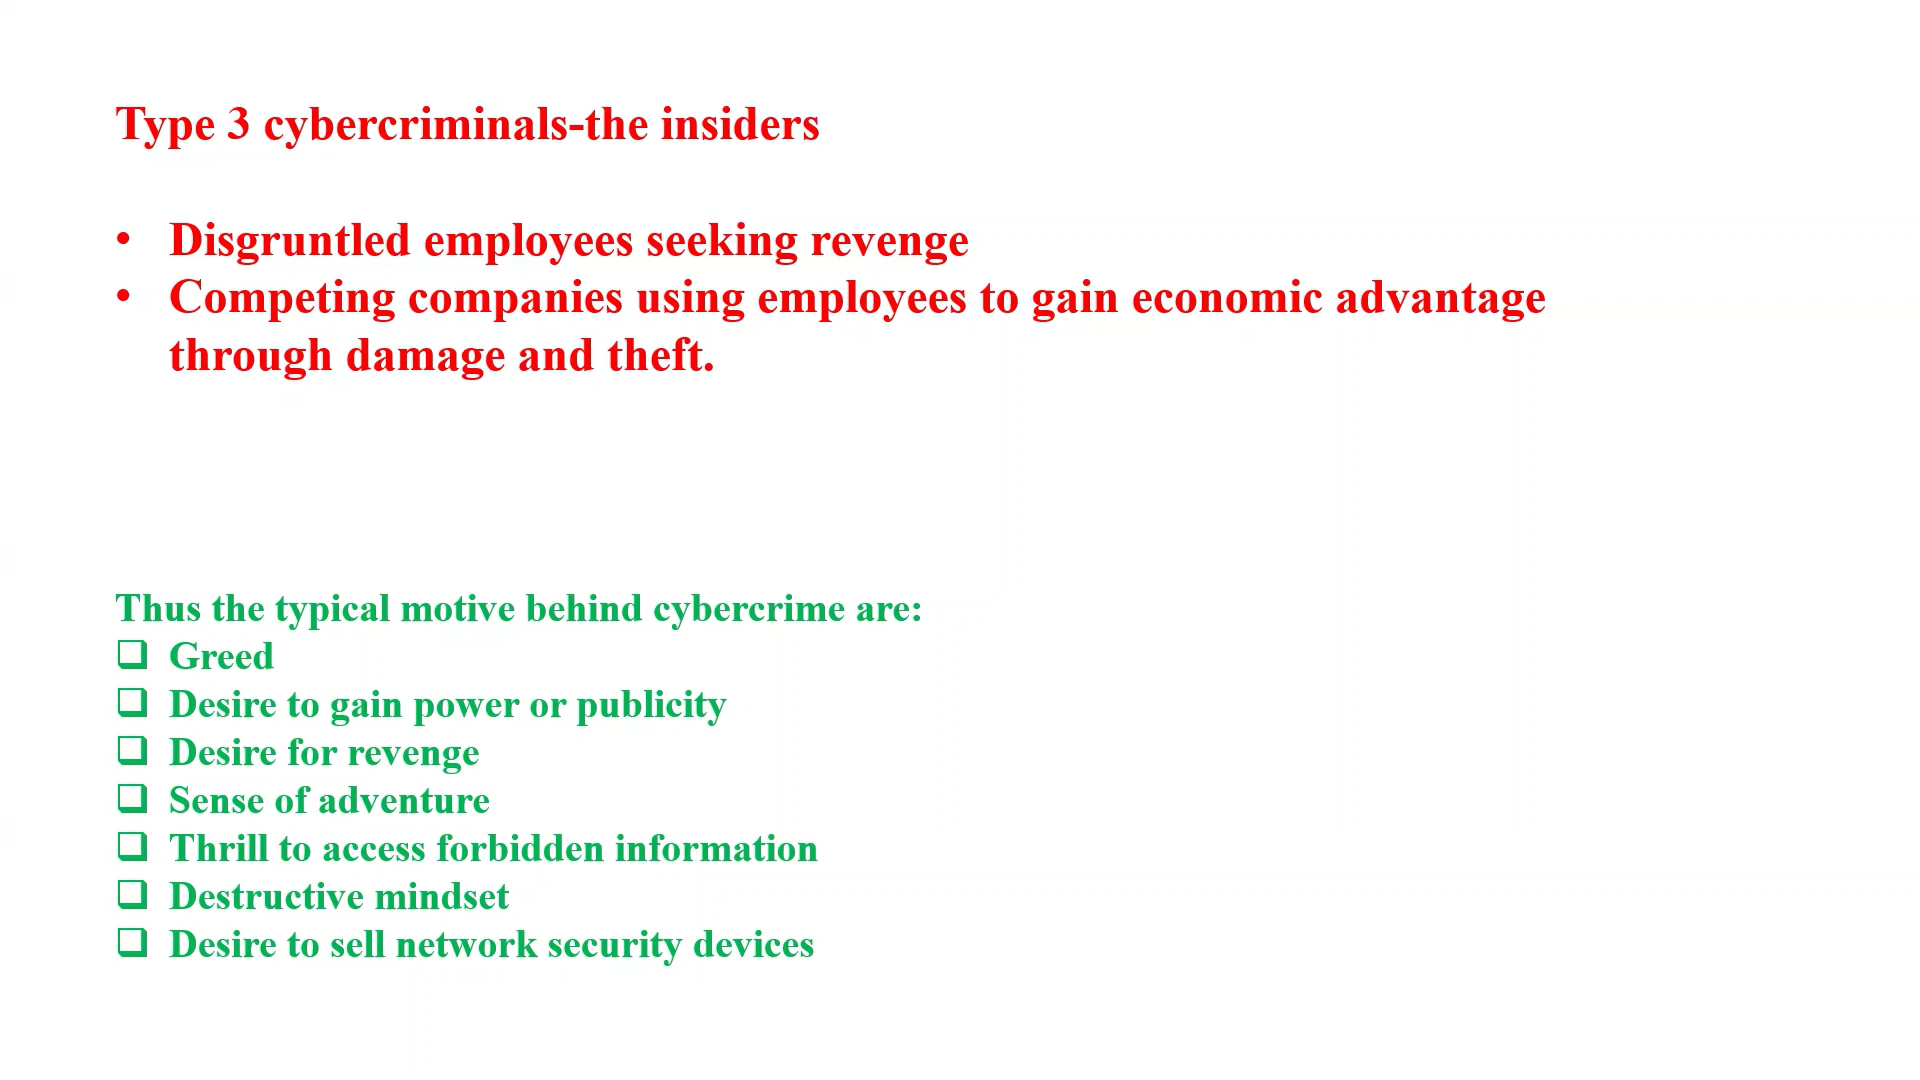 Type 3 cybercriminals-the insiders
• Disgruntled employees seeking revenge
• Competing companies using employees to gain economic advantage
through damage and theft.
Thus the typical motive behind cybercrime are:
❑ Greed
❑ Desire to gain power or publicity
❑ Desire for revenge
❑ Sense of adventure
❑ Thrill to access forbidden information
❑ Destructive mindset
❑ Desire to sell network security devices